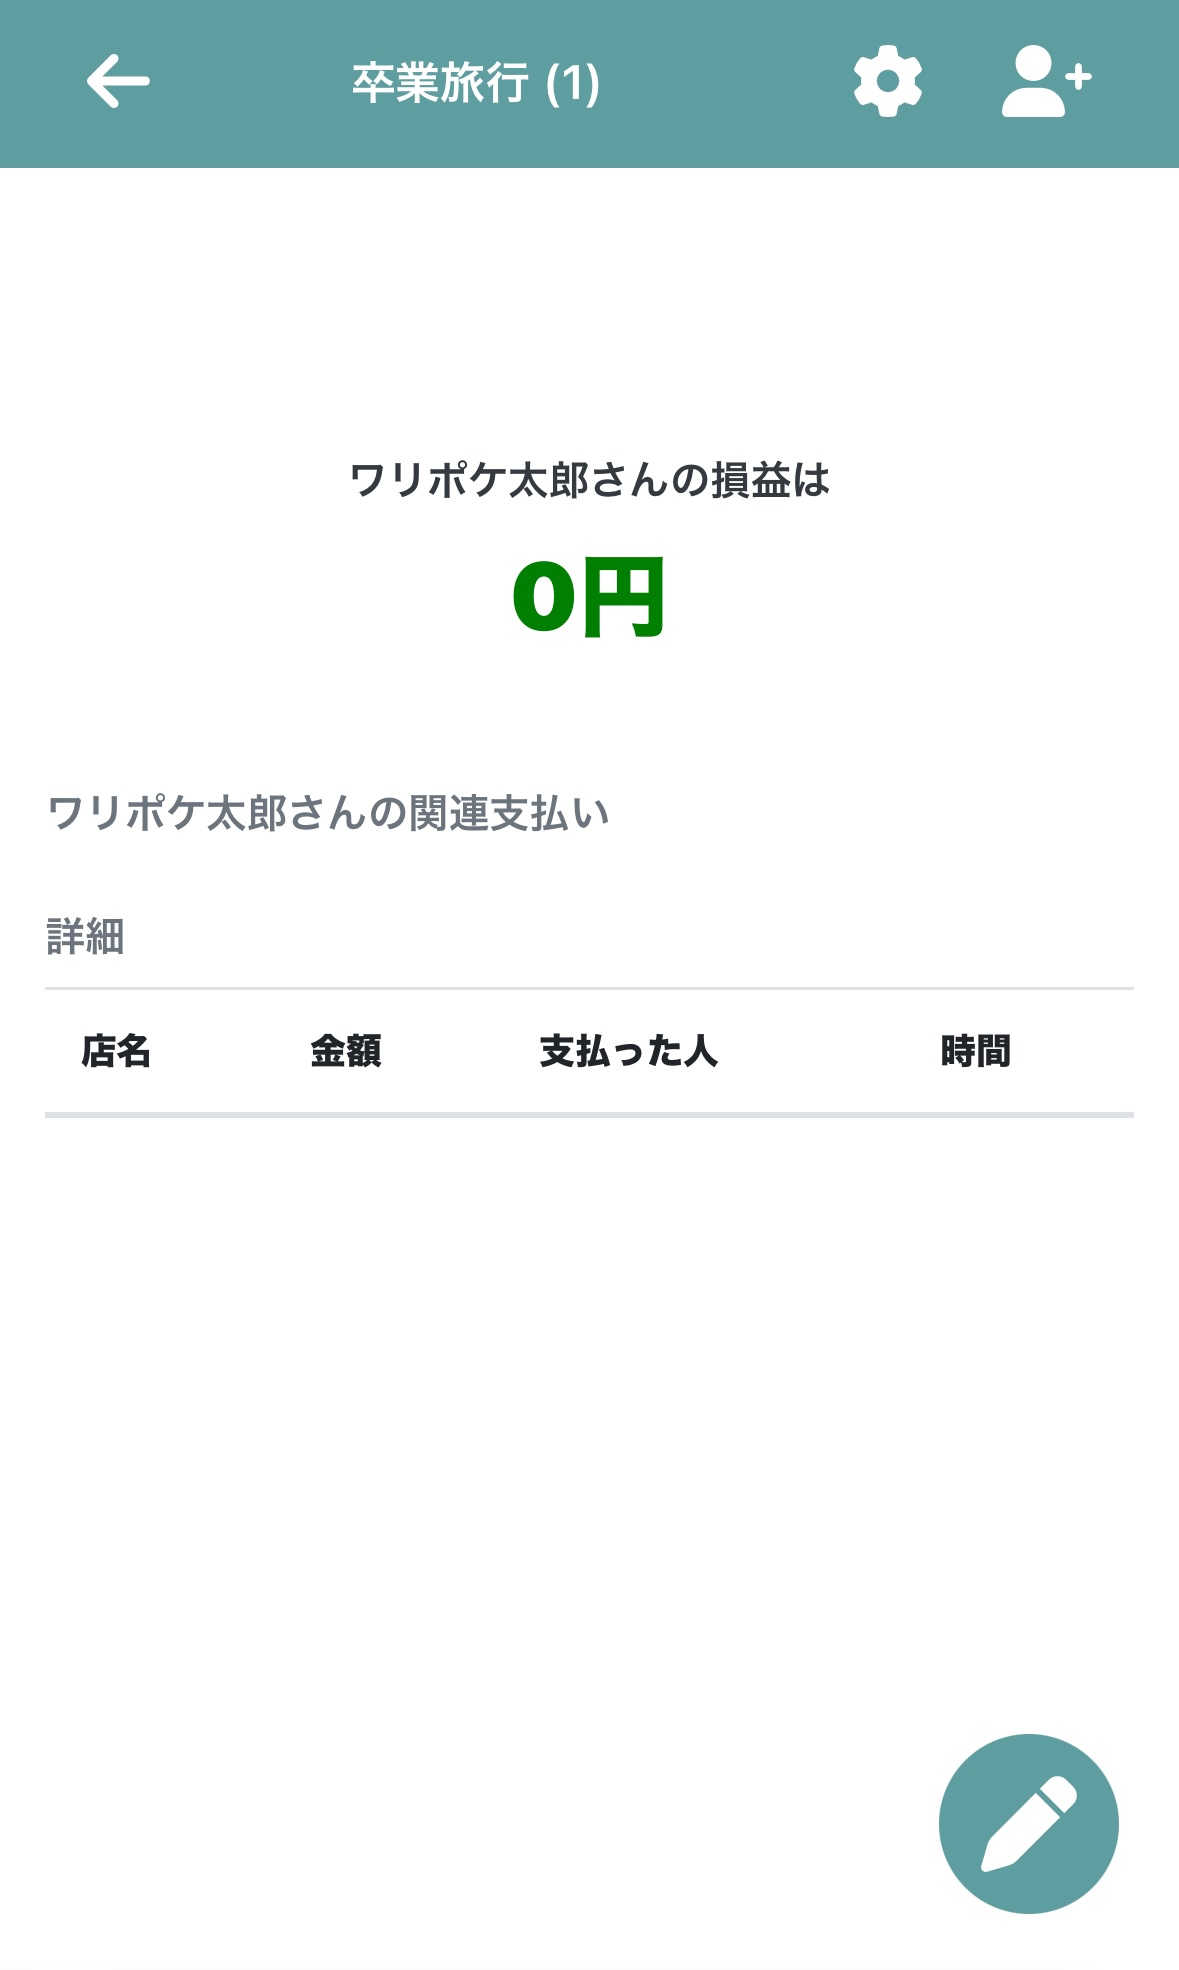 卒業旅行 (1)
ワリポケ太郎さんの損益は
0円
ワリポケ太郎さんの関連支払い
詳細
店名 金額 支払った人 時間